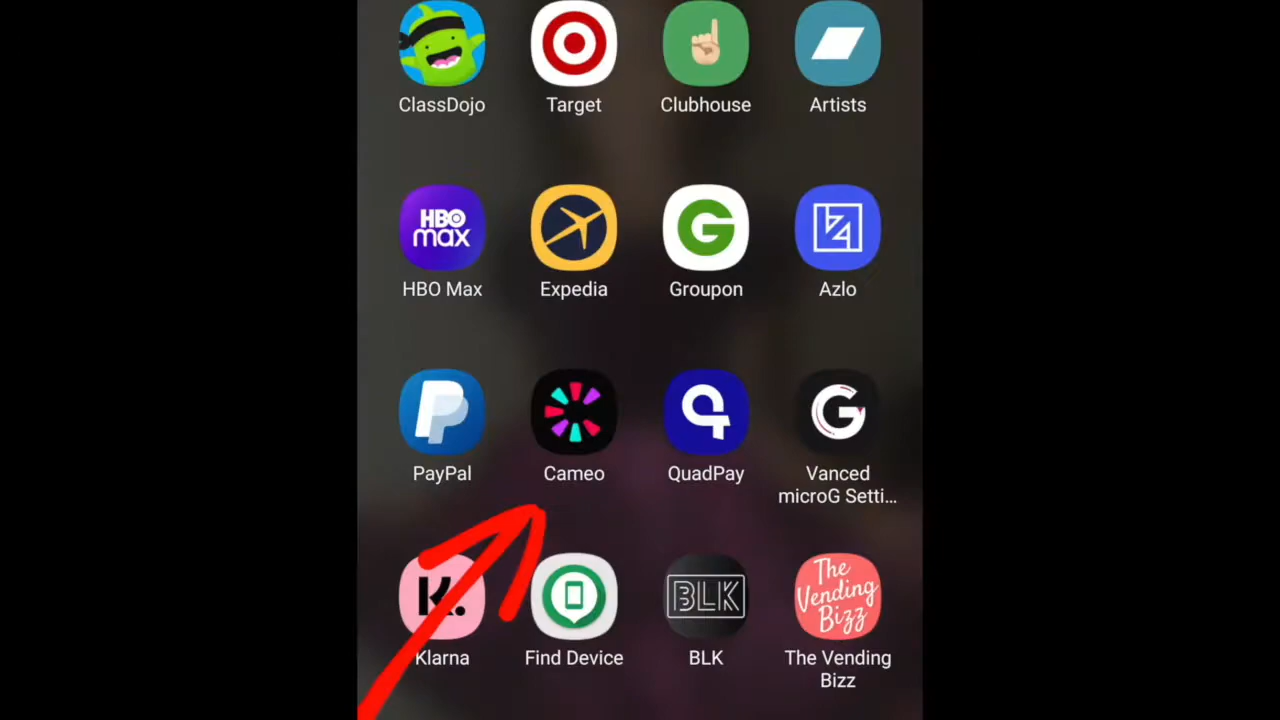 ClassDojo
Target
Clubhouse
Artists
HBO
max
G
HBO Max
Expedia
Groupon
Azlo
P
G
PayPal
Cameo
QuadPay
Vanced
microG Setti...
K.
BLK
The
Vending
Bizz
Klarna
Find Device
BLK
The Vending
Bizz